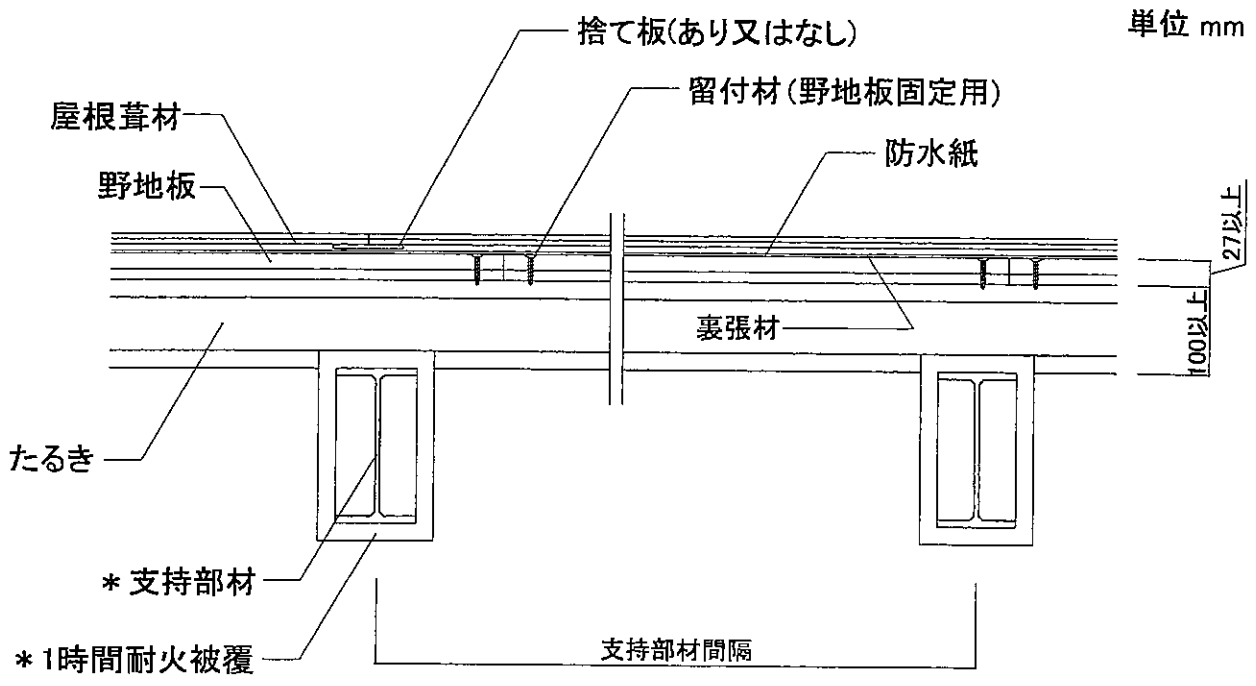 単位 mm
捨て板(あり又はなし)
留付材(野地板固定用)
屋根葺材
防水紙
野地板
27以上
裏張材
100以上
たるき
*支持部材
*1時間耐火被覆
支持部材間隔